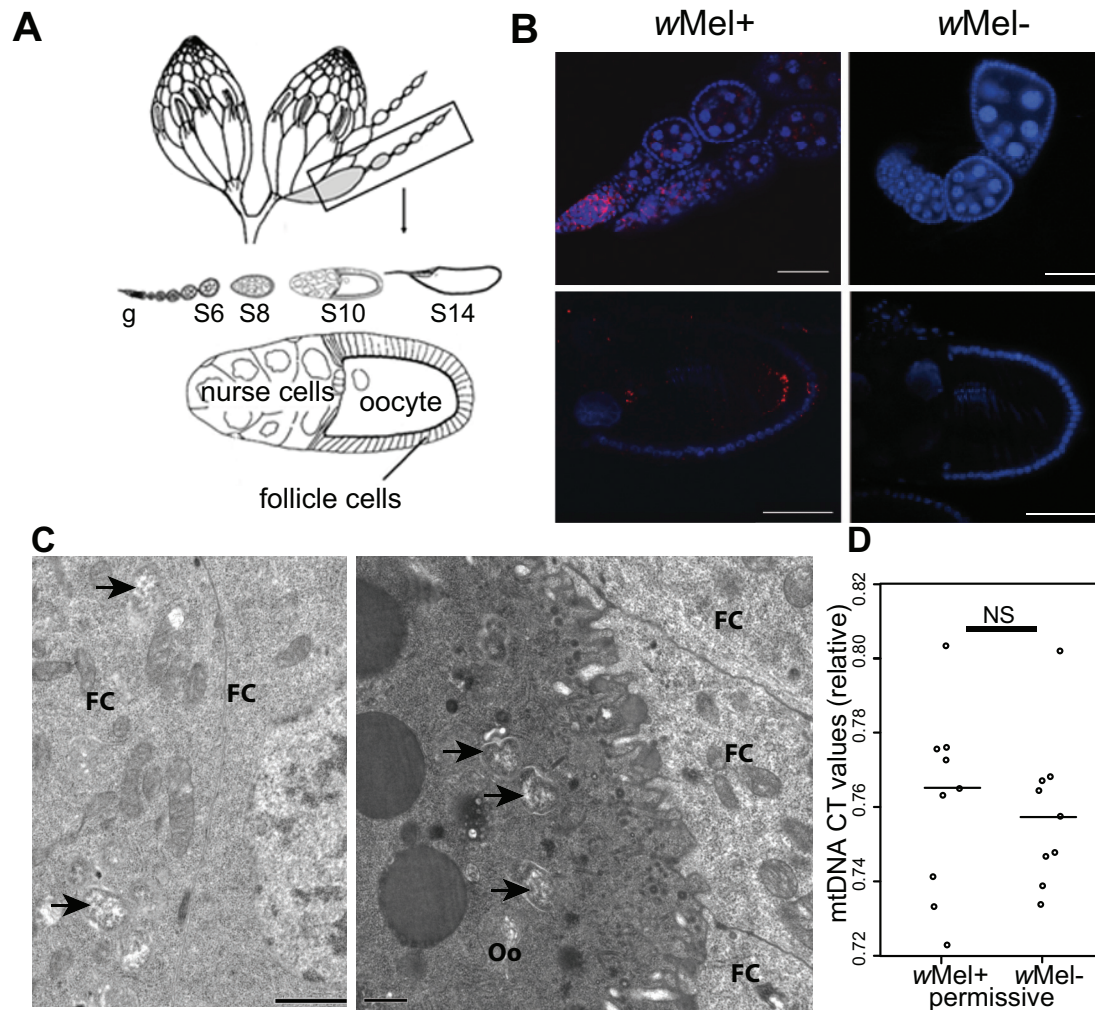 A
g
S6
S8
S10
S14
nurse cells
oocyte
follicle cells
B
wMel+
wMel-
C
FC
FC
FC
FC
FC
Oo
D
mtDNA CT values (relative)
0.82
0.80
0.78
0.76
0.74
0.72
NS
wMel+
wMel-
permissive